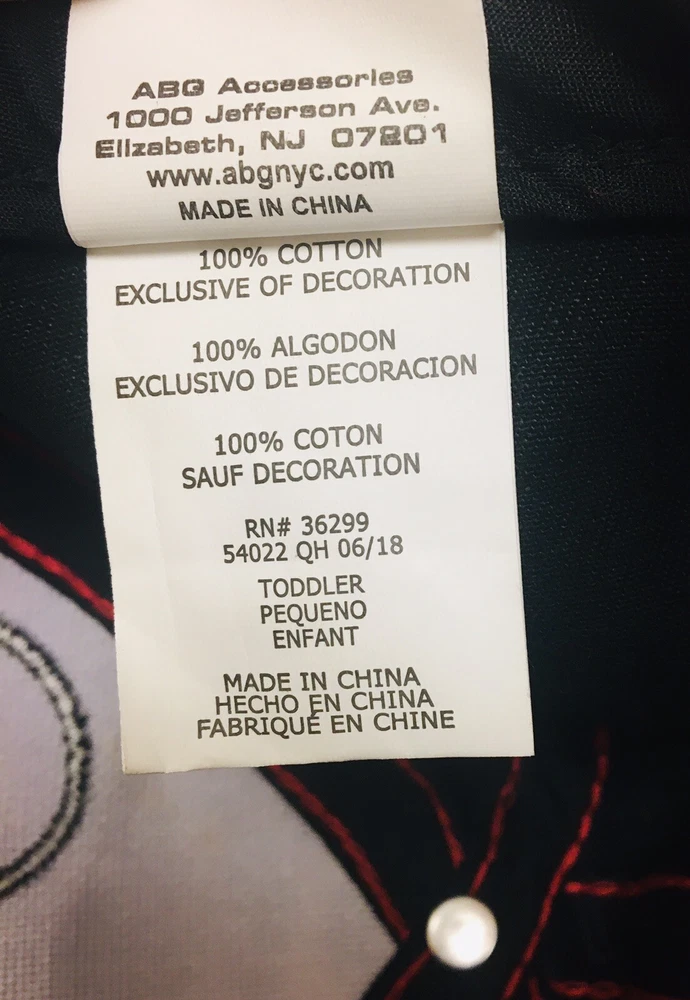 ABG Accessories
1000 Jefferson Ave.
Elizabeth, NJ 07201
www.abgnyc.com
MADE IN CHINA
100% COTTON
EXCLUSIVE OF DECORATION
100% ALGODON
EXCLUSIVO DE DECORACION
100% COTON
SAUF DECORATION
RN# 36299
54022 QH 06/18
TODDLER
PEQUENO
ENFANT
MADE IN CHINA
HECHO EN CHINA
FABRIQUÉ EN CHINE